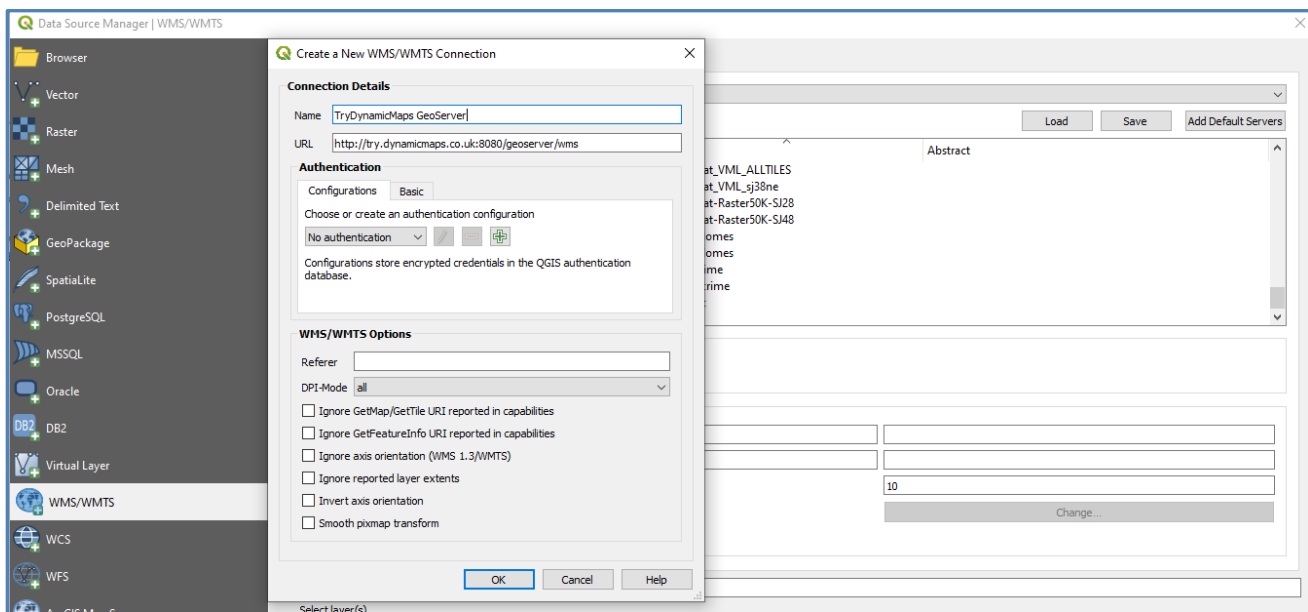 Data Source Manager | WMS/WMTS
Browser
Vector
Raster
Mesh
Delimited Text
GeoPackage
SpatiaLite
PostgreSQL
MSSQL
Oracle
DB2
DB2
Virtual Layer
WMS/WMTS
WCS
WFS
Create a New WMS/WMTS Connection
Connection Details
Name TryDynamicMaps GeoServer
URL http://try.dynamicmaps.co.uk:8080/geoserver/wms
Authentication
Configurations Basic
Choose or create an authentication configuration
No authentication
Configurations store encrypted credentials in the QGIS authentication
database.
WMS/WMTS Options
Referer
DPI-Mode all
Ignore GetMap/GetTile URI reported in capabilities
Ignore GetFeatureInfo URI reported in capabilities
Ignore axis orientation (WMS 1.3/WMTS)
Ignore reported layer extents
Invert axis orientation
Smooth pixmap transform
OK Cancel Help
Load Save Add Default Servers
Abstract
at_VML_ALLTILES
at_VML_sj38ne
at-Raster50K-SJ28
at-Raster50K-SJ48
omes
omes
ime
crime
10
Change...
Select layer(s)